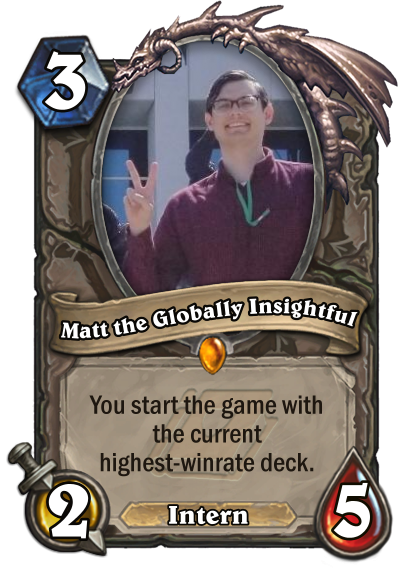 3
Matt the Globally Insightful
You start the game with
the current
highest-winrate deck.
2
Intern
5